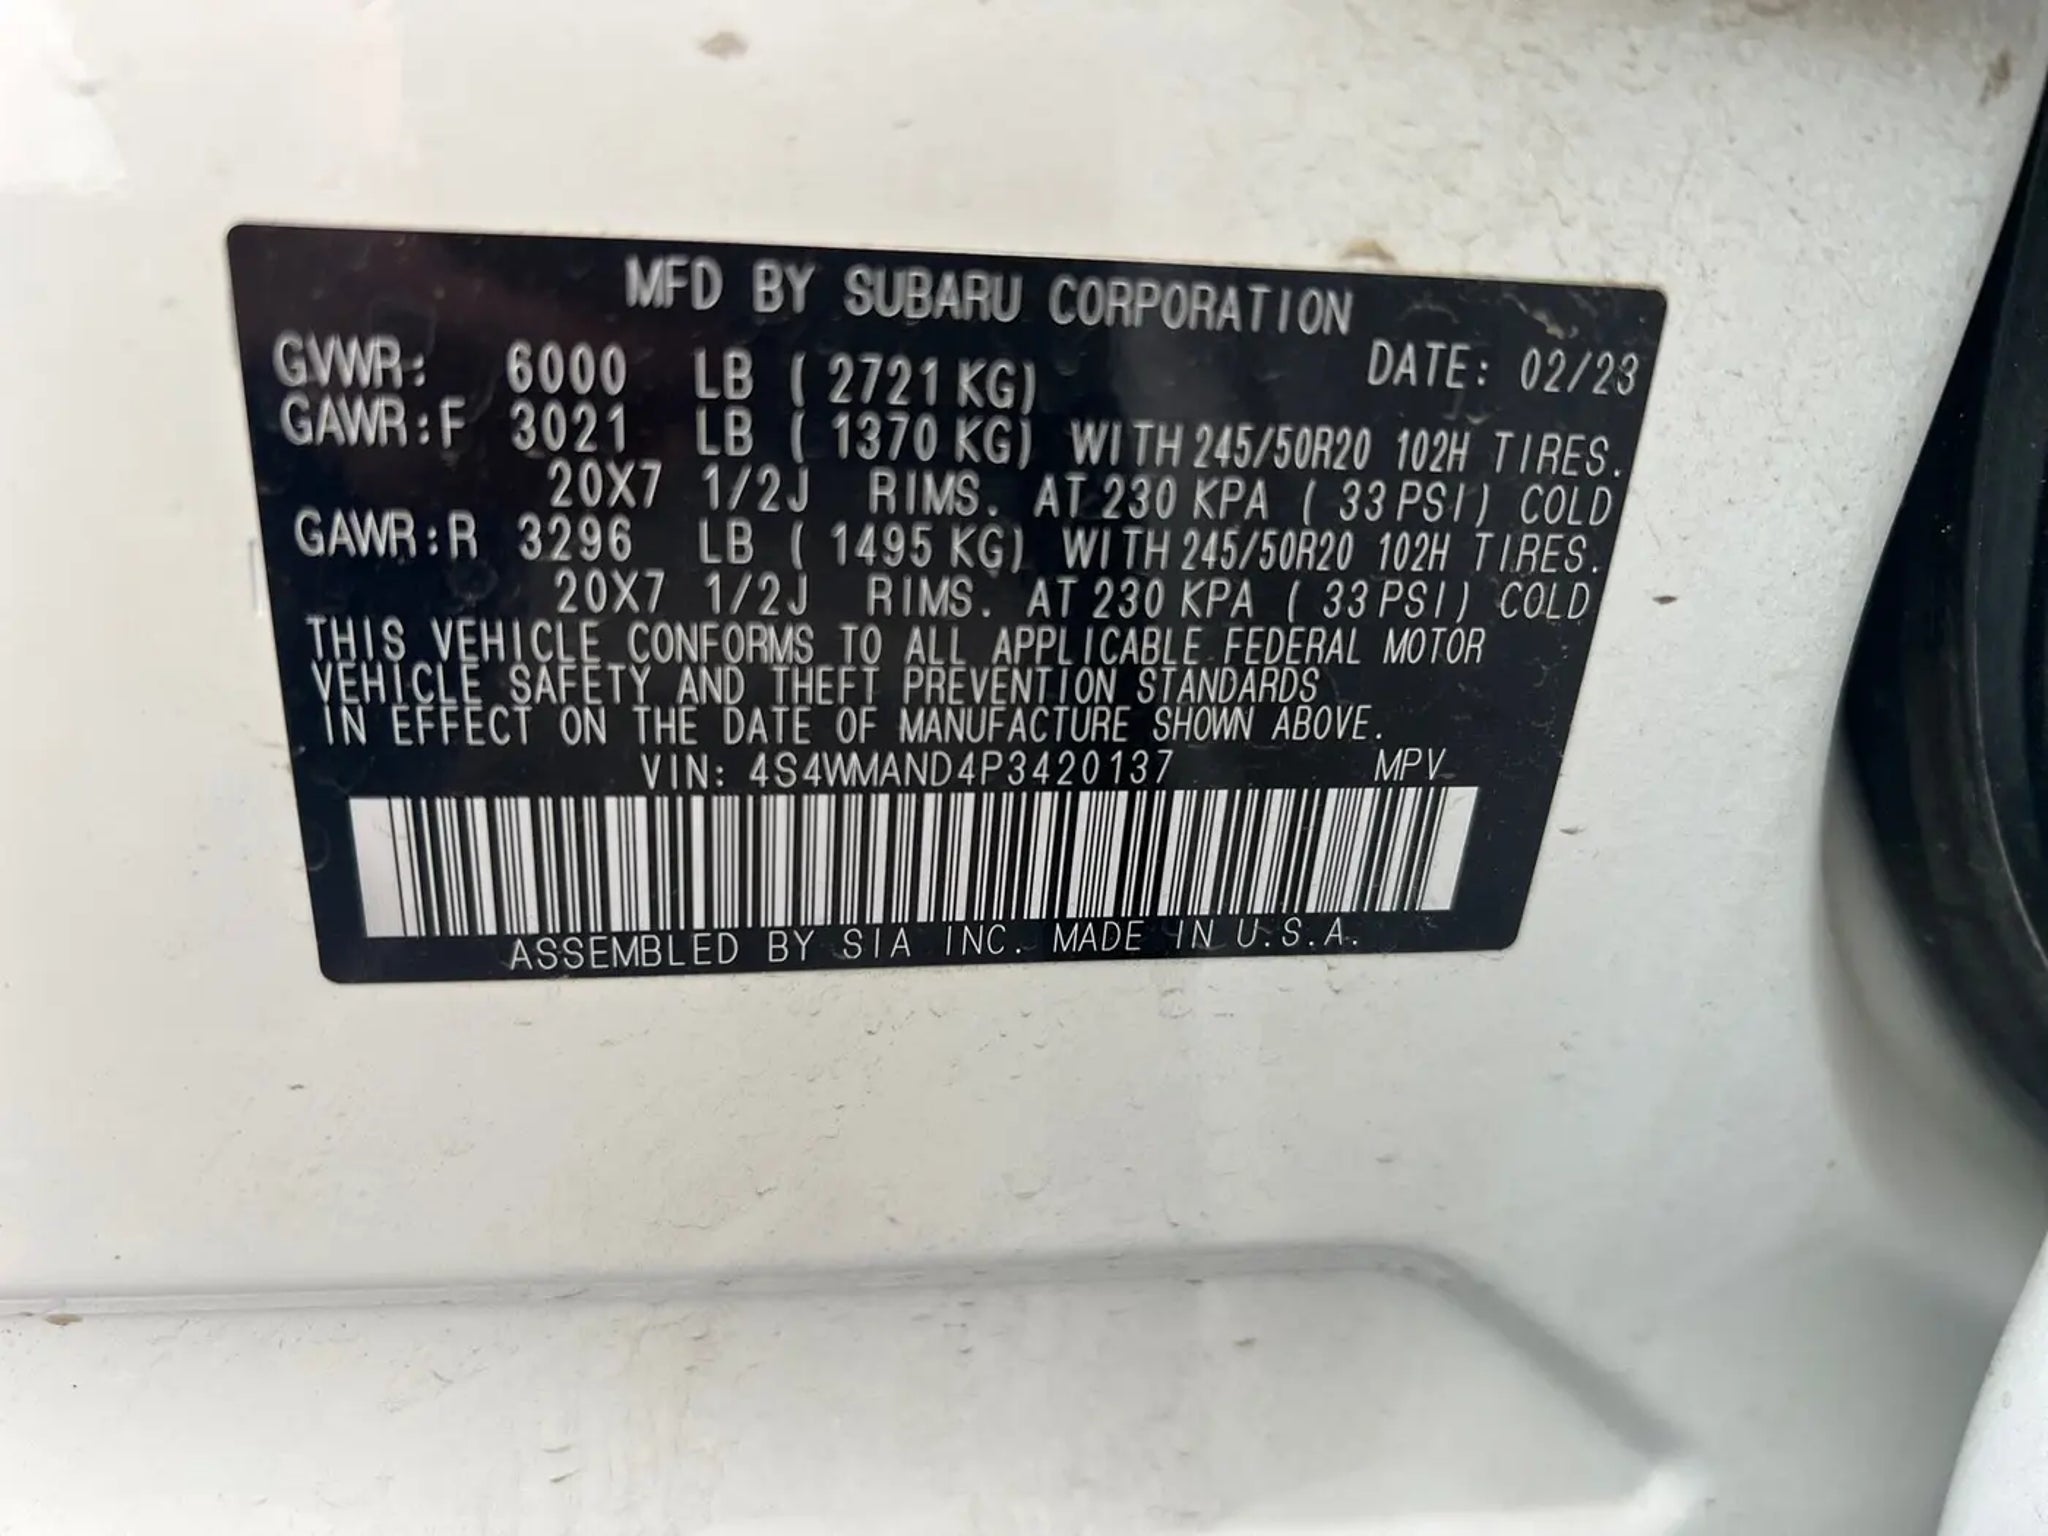 MFD BY SUBARU CORPORATION
GVWR: 6000 LB ( 2721 KG) DATE: 02/23
GAWR:F 3021 LB ( 1370 KG) WITH 245/50R20 102H TIRES.
20X7 1/2J RIMS. AT 230 KPA ( 33 PSI) COLD
GAWR:R 3296 LB ( 1495 KG) WITH 245/50R20 102H TIRES.
20X7 1/2J RIMS. AT 230 KPA ( 33 PSI) COLD
THIS VEHICLE CONFORMS TO ALL APPLICABLE FEDERAL MOTOR
VEHICLE SAFETY AND THEFT PREVENTION STANDARDS
IN EFFECT ON THE DATE OF MANUFACTURE SHOWN ABOVE.
VIN: 4S4WMAND4P3420137 MPV
ASSEMBLED BY SIA INC. MADE IN U.S.A.